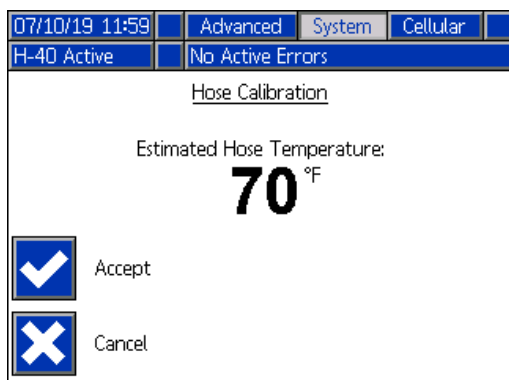 07/10/19 11:59 Advanced System Cellular
H-40 Active No Active Errors
Hose Calibration
Estimated Hose Temperature:
70 °F
Accept
Cancel